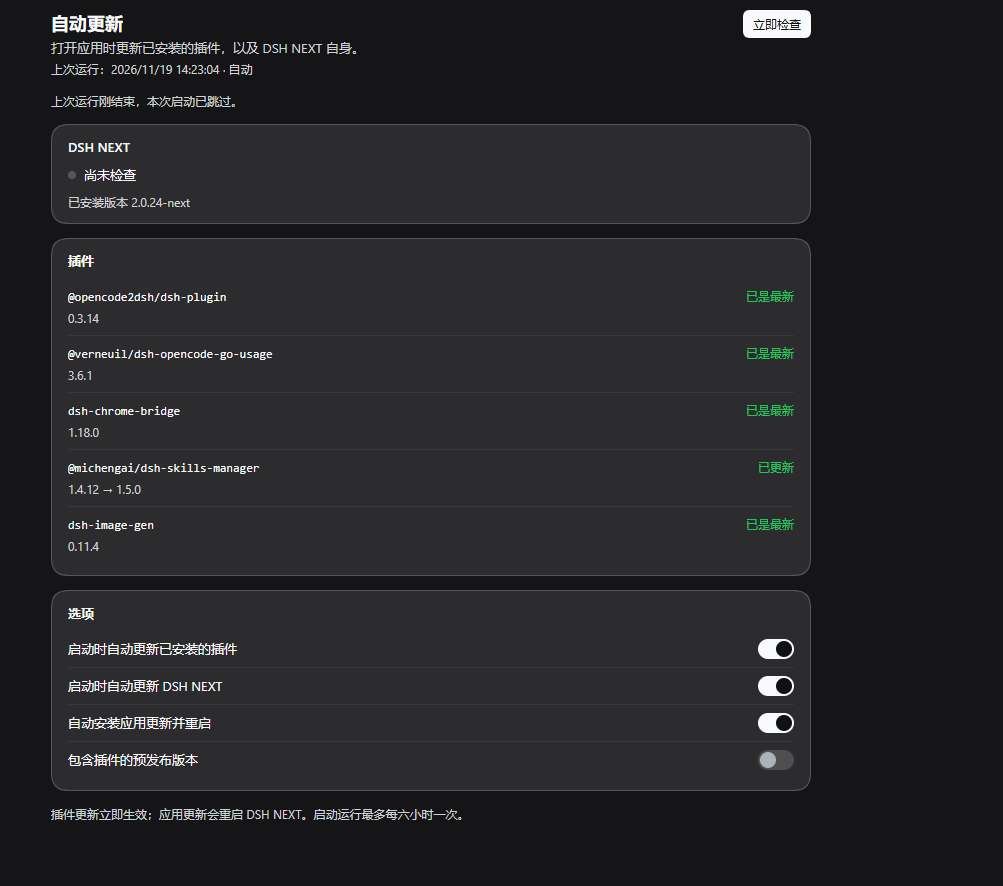 自动更新
立即检查
打开应用时更新已安装的插件，以及 DSH NEXT 自身。
上次运行：2026/11/19 14:23:04 · 自动
上次运行刚结束，本次启动已跳过。
DSH NEXT
尚未检查
已安装版本 2.0.24-next
插件
@opencode2dsh/dsh-plugin
已是最新
0.3.14
@verneuil/dsh-opencode-go-usage
已是最新
3.6.1
dsh-chrome-bridge
已是最新
1.18.0
@michengai/dsh-skills-manager
已更新
1.4.12 → 1.5.0
dsh-image-gen
已是最新
0.11.4
选项
启动时自动更新已安装的插件
启动时自动更新 DSH NEXT
自动安装应用更新并重启
包含插件的预发布版本
插件更新立即生效；应用更新会重启 DSH NEXT。启动运行最多每六小时一次。